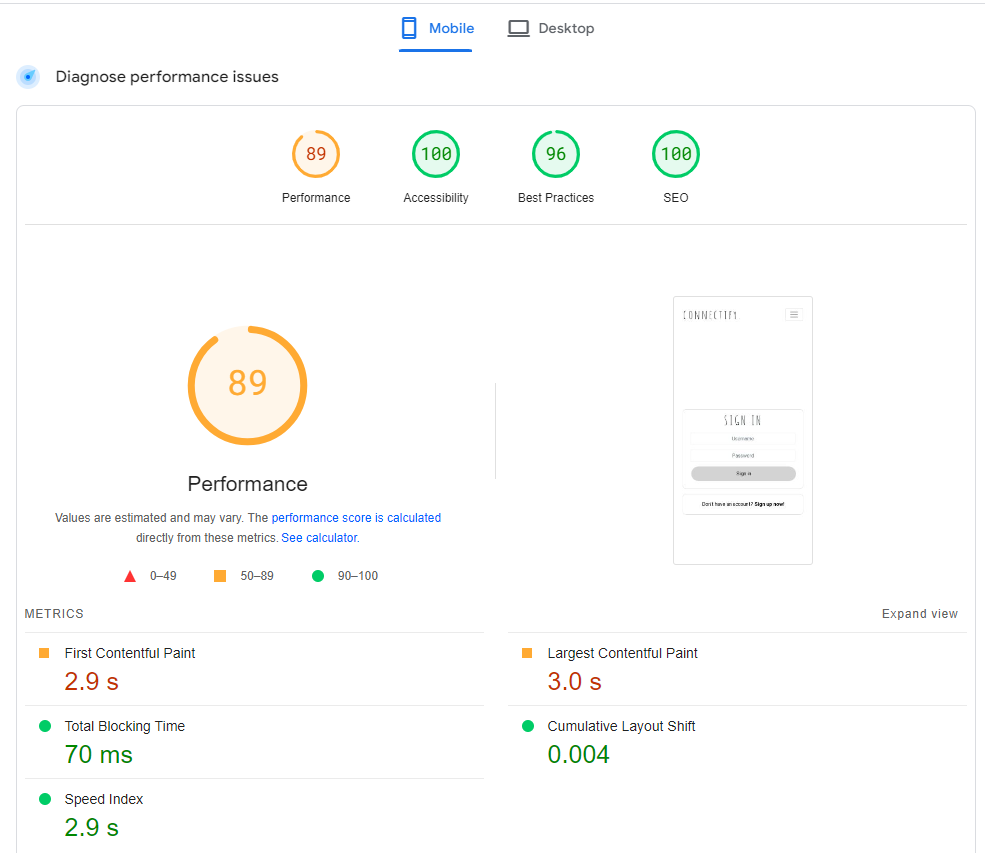 Mobile
Desktop
Diagnose performance issues
89
100
96
100
Performance
Accessibility
Best Practices
SEO
89
Performance
Values are estimated and may vary. The performance score is calculated
directly from these metrics. See calculator.
0–49
50–89
90–100
CONNECTIFY
SIGN IN
Username
Password
Sign in
Don't have an account? Sign up now!
METRICS
Expand view
First Contentful Paint
2.9 s
Largest Contentful Paint
3.0 s
Total Blocking Time
70 ms
Cumulative Layout Shift
0.004
Speed Index
2.9 s